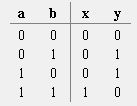 a b x y
0 0 0 0
0 1 0 1
1 0 0 1
1 1 1 0